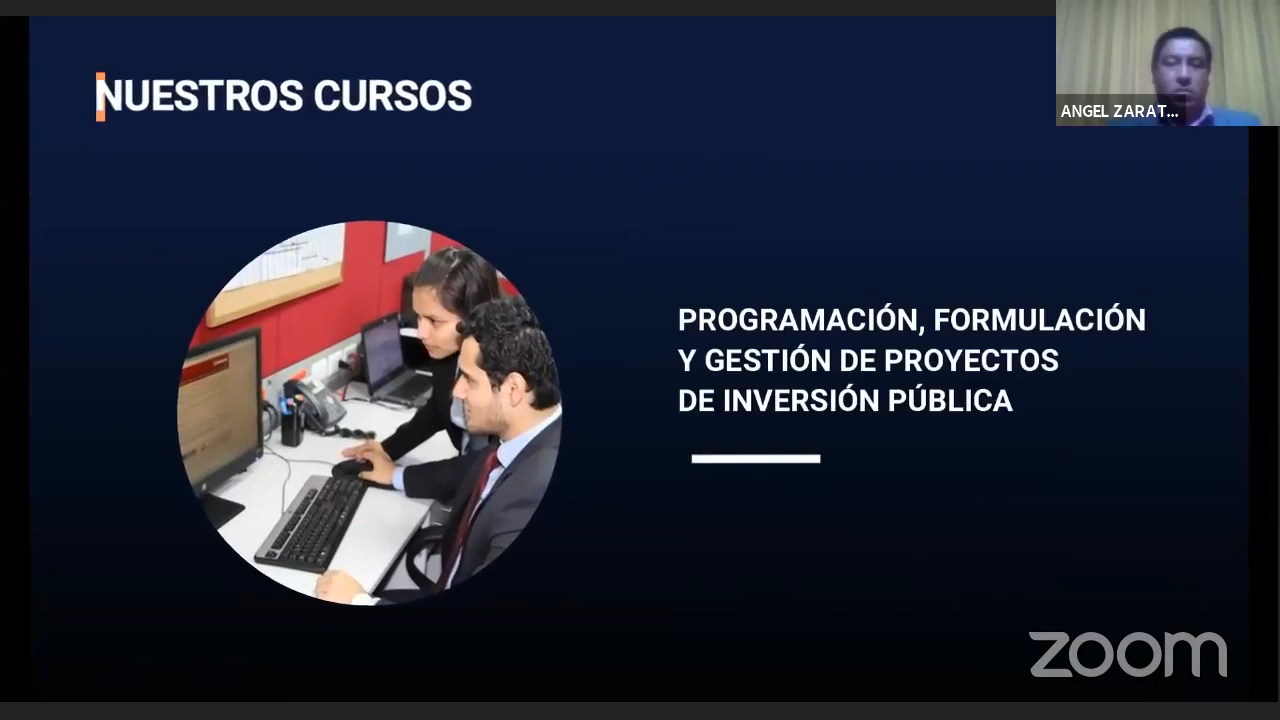 NUESTROS CURSOS
ANGEL ZARAT...
PROGRAMACIÓN, FORMULACIÓN
Y GESTIÓN DE PROYECTOS
DE INVERSIÓN PÚBLICA
zoom